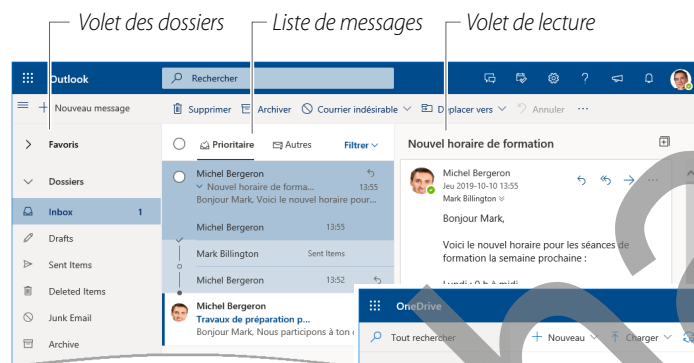 Volet des dossiers Liste de messages Volet de lecture
Outlook Rechercher
Nouveau message Supprimer Archiver Courrier indésirable Déplacer vers Annuler ...
Favoris
Dossiers
Inbox 1
Drafts
Sent Items
Deleted Items
Junk Email
Archive
Prioritaire Autres Filtrer
Michel Bergeron
Nouvel horaire de forma... 13:55
Bonjour Mark, Voici le nouvel horaire pour...
Michel Bergeron 13:55
Mark Billington Sent Items
Michel Bergeron 13:52
Michel Bergeron
Travaux de préparation p...
Bonjour Mark, Nous participons à ton
Nouvel horaire de formation
Michel Bergeron
Jeu 2019-10-10 13:55
Mark Billington
Bonjour Mark,
Voici le nouvel horaire pour les séances de
formation la semaine prochaine :
OneDrive
Tout rechercher Nouveau Charger